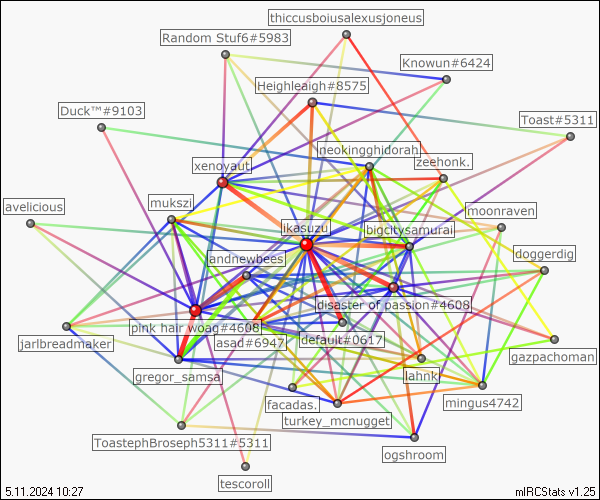 thiccusboiusalexusjoneus
Random Stuf6#5983
Knowun#6424
Heighleaigh#8575
Duck™#9103
Toast#5311
neokingghidorah.
zeehonk.
xenoyaut
mukszi
avelicious
moonraven
ikasuzu
bigcitysamurai
doggerdig
andnewbees
disaster of passion#4608
pink hair woag#4608
asad#6947
default#0617
jarlbreadmaker
gazpachoman
gregor_samsa
lahnk
facadas.
mingus4742
turkey_mcnugget
ToastephBroseph5311#5311
ogshroom
tescoroll
5.11.2024 10:27
mIRCStats v1.25